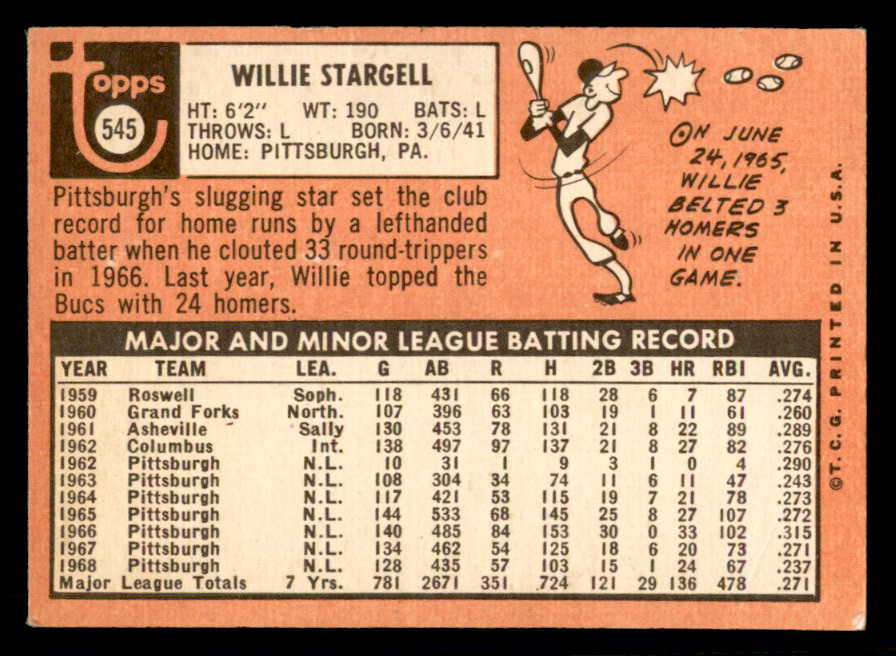 topps
545
WILLIE STARGELL
HT: 6'2" WT: 190 BATS: L
THROWS: L BORN: 3/6/41
HOME: PITTSBURGH, PA.
Pittsburgh's slugging star set the club
record for home runs by a lefthanded
batter when he clouted 33 round-trippers
in 1966. Last year, Willie topped the
Bucs with 24 homers.
ON JUNE
24, 1965,
WILLIE
BELTED 3
HOMERS
IN ONE
GAME.
MAJOR AND MINOR LEAGUE BATTING RECORD
YEAR TEAM LEA. G AB R H 2B 3B HR RBI AVG.
1959 Roswell Soph. 118 431 66 118 28 6 7 87 .274
1960 Grand Forks North. 107 396 63 103 19 1 11 61 .260
1961 Asheville Sally 130 453 78 131 21 8 22 89 .289
1962 Columbus Int. 138 497 97 137 21 8 27 82 .276
1962 Pittsburgh N.L. 10 31 1 9 3 1 0 4 .290
1963 Pittsburgh N.L. 108 304 34 74 11 6 11 47 .243
1964 Pittsburgh N.L. 117 421 53 115 19 7 21 78 .273
1965 Pittsburgh N.L. 144 533 68 145 25 8 27 107 .272
1966 Pittsburgh N.L. 140 485 84 153 30 0 33 102 .315
1967 Pittsburgh N.L. 134 462 54 125 18 6 20 73 .271
1968 Pittsburgh N.L. 128 435 57 103 15 1 24 67 .237
Major League Totals 7 Yrs. 781 2671 351 724 121 29 136 478 .271
©T.C.G. PRINTED IN U.S.A.